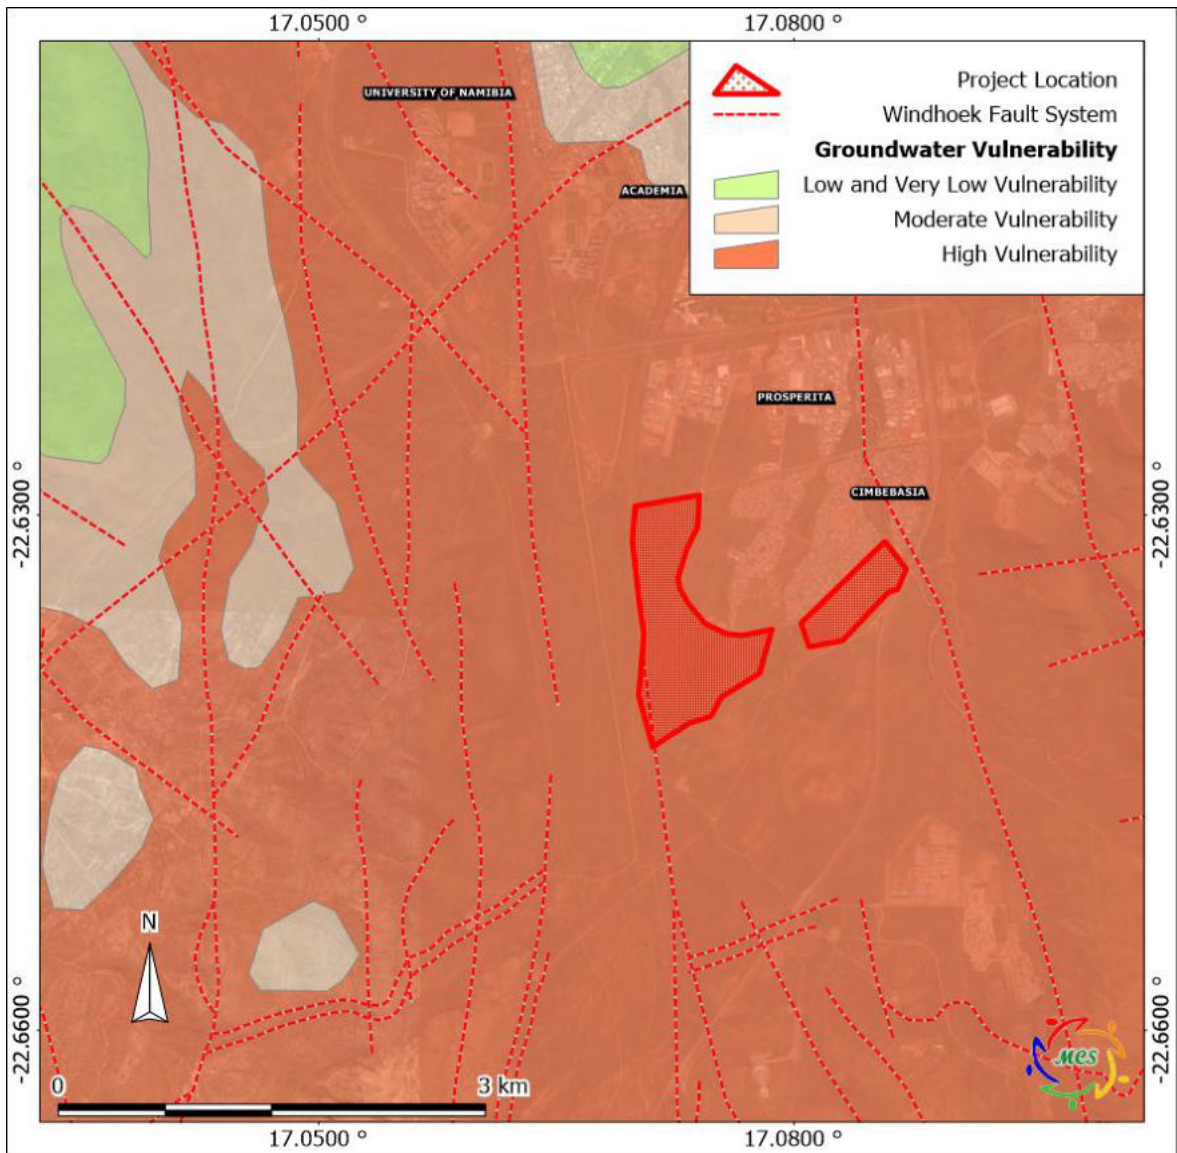 17.0500 °
17.0800 °
Project Location
Windhoek Fault System
Groundwater Vulnerability
Low and Very Low Vulnerability
Moderate Vulnerability
High Vulnerability
UNIVERSITY OF NAMIBIA
ACADEMIA
PROSPERITA
CIMBEBASIA
-22.6300 °
-22.6300 °
N
-22.6600 °
-22.6600 °
MCS
0
3 km
17.0500 °
17.0800 °